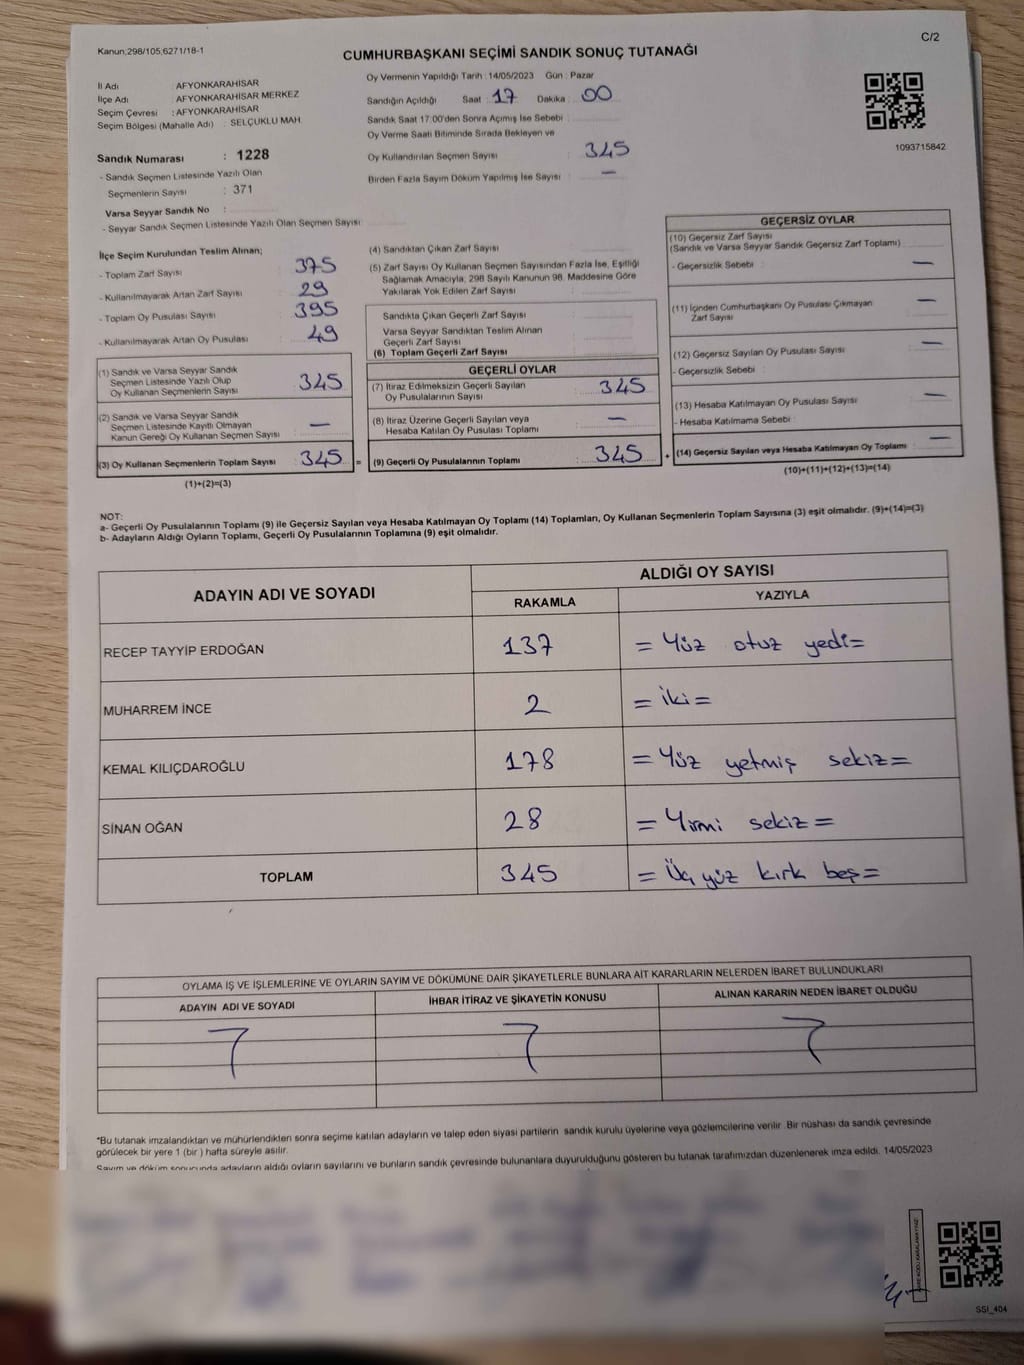 Kanun;298/105;6271/18-1
C/2
CUMHURBAŞKANI SEÇİMİ SANDIK SONUÇ TUTANAĞI
İl Adı : AFYONKARAHİSAR
İlçe Adı : AFYONKARAHİSAR MERKEZ
Seçim Çevresi : AFYONKARAHİSAR
Seçim Bölgesi (Mahalle Adı) : SELÇUKLU MAH.
Sandık Numarası : 1228
- Sandık Seçmen Listesinde Yazılı Olan
Seçmenlerin Sayısı : 371
Varsa Seyyar Sandık No :
- Seyyar Sandık Seçmen Listesinde Yazılı Olan Seçmen Sayısı :
Oy Vermenin Yapıldığı Tarih : 14/05/2023 Gün : Pazar
Sandığın Açıldığı Saat : 17 Dakika : 00
Sandık Saat 17:00'den Sonra Açımış İse Sebebi :
Oy Verme Saati Bitiminde Sırada Bekleyen ve
Oy Kullandırılan Seçmen Sayısı : 345
Birden Fazla Sayım Döküm Yapılmış İse Sayısı : —
1093715842
İlçe Seçim Kurulundan Teslim Alınan;
- Toplam Zarf Sayısı : 375
- Kullanılmayarak Artan Zarf Sayısı : 29
- Toplam Oy Pusulası Sayısı : 395
- Kullanılmayarak Artan Oy Pusulası : 49
(1) Sandık ve Varsa Seyyar Sandık
Seçmen Listesinde Yazılı Olup
Oy Kullanan Seçmenlerin Sayısı : 345
(2) Sandık ve Varsa Seyyar Sandık
Seçmen Listesinde Kayıtlı Olmayan
Kanun Gereği Oy Kullanan Seçmen Sayısı : —
(3) Oy Kullanan Seçmenlerin Toplam Sayısı : 345 =
(1)+(2)=(3)
(4) Sandıktan Çıkan Zarf Sayısı :
(5) Zarf Sayısı Oy Kullanan Seçmen Sayısından Fazla İse, Eşitliği
Sağlamak Amacıyla, 298 Sayılı Kanunun 98. Maddesine Göre
Yakılarak Yok Edilen Zarf Sayısı :
Sandıkta Çıkan Geçerli Zarf Sayısı :
Varsa Seyyar Sandıktan Teslim Alınan
Geçerli Zarf Sayısı :
(6) Toplam Geçerli Zarf Sayısı :
GEÇERLİ OYLAR
(7) İtiraz Edilmeksizin Geçerli Sayılan
Oy Pusulalarının Sayısı : 345
(8) İtiraz Üzerine Geçerli Sayılan veya
Hesaba Katılan Oy Pusulası Toplamı : —
(9) Geçerli Oy Pusulalarının Toplamı : 345 +
GEÇERSİZ OYLAR
(10) Geçersiz Zarf Sayısı
(Sandık ve Varsa Seyyar Sandık Geçersiz Zarf Toplamı) :
- Geçersizlik Sebebi : —
(11) İçinden Cumhurbaşkanı Oy Pusulası Çıkmayan
Zarf Sayısı : —
(12) Geçersiz Sayılan Oy Pusulası Sayısı : —
- Geçersizlik Sebebi :
(13) Hesaba Katılmayan Oy Pusulası Sayısı : —
- Hesaba Katılmama Sebebi :
(14) Geçersiz Sayılan veya Hesaba Katılmayan Oy Toplamı : —
(10)+(11)+(12)+(13)=(14)
NOT:
a- Geçerli Oy Pusulalarının Toplamı (9) ile Geçersiz Sayılan veya Hesaba Katılmayan Oy Toplamı (14) Toplamları, Oy Kullanan Seçmenlerin Toplam Sayısına (3) eşit olmalıdır. (9)+(14)=(3)
b- Adayların Aldığı Oyların Toplamı, Geçerli Oy Pusulalarının Toplamına (9) eşit olmalıdır.
ADAYIN ADI VE SOYADI ALDIĞI OY SAYISI
RAKAMLA YAZIYLA
RECEP TAYYİP ERDOĞAN 137 = Yüz otuz yedi=
MUHARREM İNCE 2 = iki =
KEMAL KILIÇDAROĞLU 178 = Yüz yetmiş sekiz=
SİNAN OĞAN 28 = Yirmi sekiz =
TOPLAM 345 = Üç yüz kırk beş=
OYLAMA İŞ VE İŞLEMLERİNE VE OYLARIN SAYIM VE DÖKÜMÜNE DAİR ŞİKAYETLERLE BUNLARA AİT KARARLARIN NELERDEN İBARET BULUNDUKLARI
ADAYIN ADI VE SOYADI İHBAR İTİRAZ VE ŞİKAYETİN KONUSU ALINAN KARARIN NEDEN İBARET OLDUĞU
*Bu tutanak imzalandıktan ve mühürlendikten sonra seçime katılan adayların ve talep eden siyasi partilerin sandık kurulu üyelerine veya gözlemcilerine verilir. Bir nüshası da sandık çevresinde
görülecek bir yere 1 (bir ) hafta süreyle asılır.
Sayım ve döküm sonucunda adayların aldığı oyların sayılarını ve bunların sandık çevresinde bulunanlara duyurulduğunu gösteren bu tutanak tarafımızdan düzenlenerek imza edildi. 14/05/2023
SSI_404